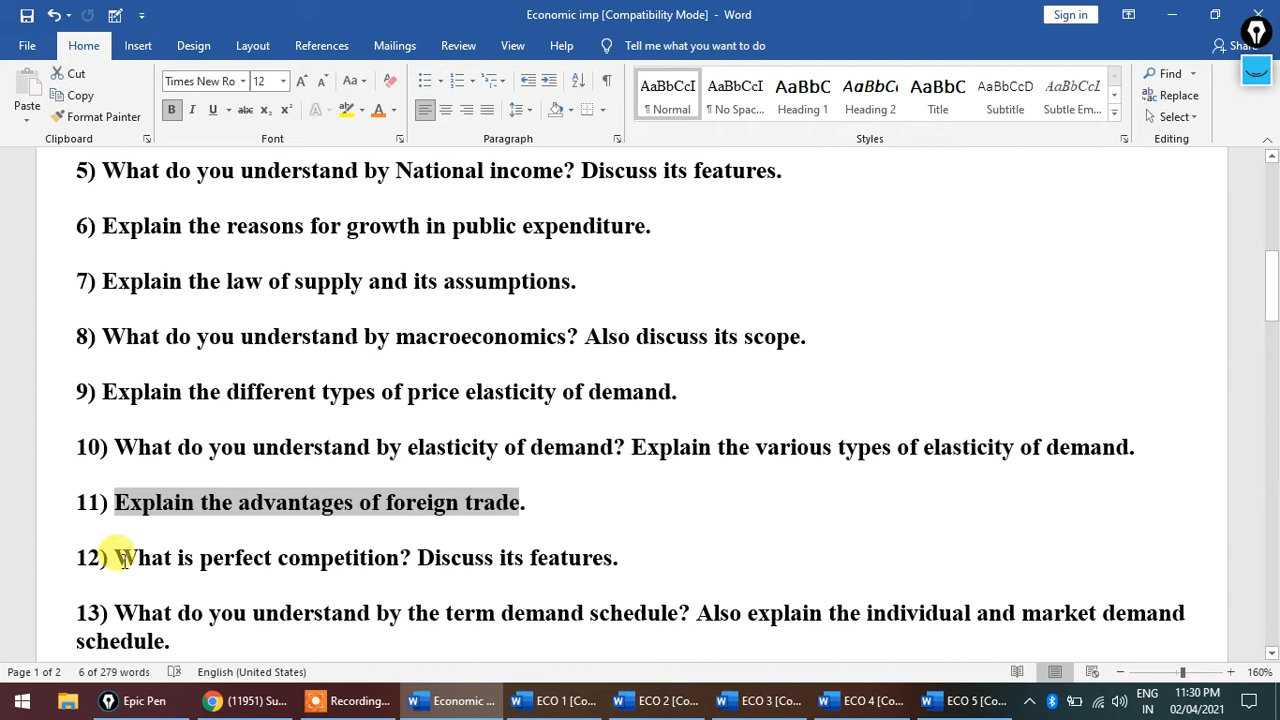 Economic imp [Compatibility Mode] - Word
Sign in
File Home Insert Design Layout References Mailings Review View Help Tell me what you want to do Share
Paste
Cut
Copy
Format Painter
Clipboard
Times New Ro 12
Font
Paragraph
AaBbCcI AaBbCcI AaBbC AaBbCc AaBbC AaBbCcD AaBbCcI
¶ Normal ¶ No Spac... Heading 1 Heading 2 Title Subtitle Subtle Em...
Styles
Find
Replace
Select
Editing
5) What do you understand by National income? Discuss its features.
6) Explain the reasons for growth in public expenditure.
7) Explain the law of supply and its assumptions.
8) What do you understand by macroeconomics? Also discuss its scope.
9) Explain the different types of price elasticity of demand.
10) What do you understand by elasticity of demand? Explain the various types of elasticity of demand.
11) Explain the advantages of foreign trade.
12) What is perfect competition? Discuss its features.
13) What do you understand by the term demand schedule? Also explain the individual and market demand
schedule.
Page 1 of 2 6 of 279 words English (United States) 160%
Epic Pen (11951) Su... Recording... Economic ... ECO 1 [Co... ECO 2 [Co... ECO 3 [Co... ECO 4 [Co... ECO 5 [Co...
ENG 11:30 PM
IN 02/04/2021